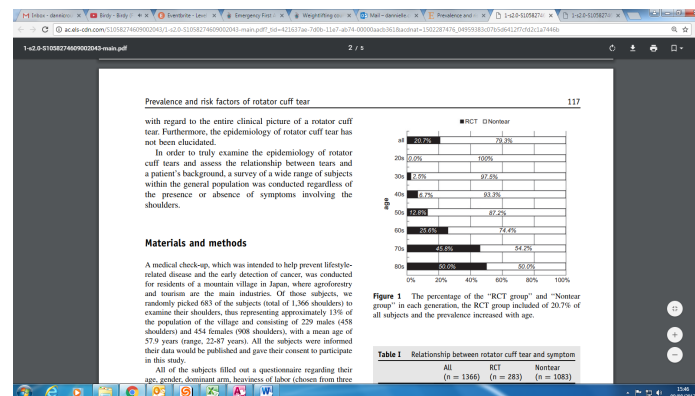 Inbox - dannics
Birdy – Birdy
Eventbrite - Leve
Emergency First
Weightlifting
Mail – dannielle
Prevalence and
1-s2.0-S10582746
1-s2.0-S10582746
1-s2.0-S1058274609002043-main.pdf
2 / 5
Prevalence and risk factors of rotator cuff tear
117
with regard to the entire clinical picture of a rotator cuff
tear. Furthermore, the epidemiology of rotator cuff tear has
not been elucidated.
In order to truly examine the epidemiology of rotator
cuff tears and assess the relationship between tears and
a patient's background, a survey of a wide range of subjects
within the general population was conducted regardless of
the presence or absence of symptoms involving the
shoulders.
Materials and methods
A medical check-up, which was intended to help prevent lifestyle-
related disease and the early detection of cancer, was conducted
for residents of a mountain village in Japan, where agroforestry
and tourism are the main industries. Of those subjects, we
randomly picked 683 of the subjects (total of 1,366 shoulders) to
examine their shoulders, thus representing approximately 13% of
the population of the village and consisting of 229 males (458
shoulders) and 454 females (908 shoulders), with a mean age of
57.9 years (range, 22-87 years). All the subjects were informed
their data would be published and gave their consent to participate
in this study.
All of the subjects filled out a questionnaire regarding their
age, gender, dominant arm, heaviness of labor (chosen from three
RCT Nontear
all 20.7% 79.3%
20s 0.0% 100%
30s 2.5% 97.5%
40s 6.7% 93.3%
50s 12.8% 87.2%
60s 25.6% 74.4%
70s 45.8% 54.2%
80s 50.0% 50.0%
age
0% 20% 40% 60% 80% 100%
Figure 1 The percentage of the "RCT group" and "Nontear
group" in each generation, the RCT group included of 20.7% of
all subjects and the prevalence increased with age.
Table I Relationship between rotator cuff tear and symptom
All RCT Nontear
(n = 1366) (n = 283) (n = 1083)
15:46